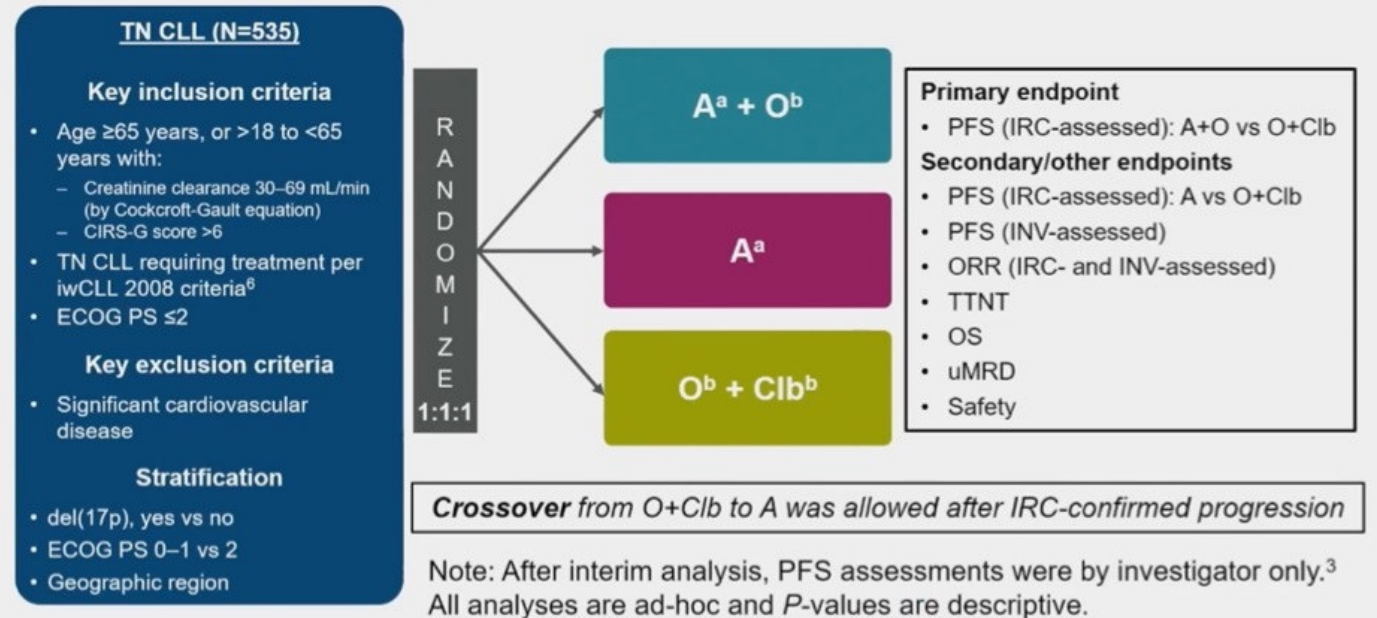 TN CLL (N=535)
Key inclusion criteria
• Age ≥65 years, or >18 to <65
years with:
– Creatinine clearance 30–69 mL/min
(by Cockcroft-Gault equation)
– CIRS-G score >6
• TN CLL requiring treatment per
iwCLL 2008 criteria⁶
• ECOG PS ≤2
Key exclusion criteria
• Significant cardiovascular
disease
Stratification
• del(17p), yes vs no
• ECOG PS 0–1 vs 2
• Geographic region
R
A
N
D
O
M
I
Z
E
1:1:1
Aᵃ + Oᵇ
Aᵃ
Oᵇ + Clbᵇ
Primary endpoint
• PFS (IRC-assessed): A+O vs O+Clb
Secondary/other endpoints
• PFS (IRC-assessed): A vs O+Clb
• PFS (INV-assessed)
• ORR (IRC- and INV-assessed)
• TTNT
• OS
• uMRD
• Safety
Crossover from O+Clb to A was allowed after IRC-confirmed progression
Note: After interim analysis, PFS assessments were by investigator only.³
All analyses are ad-hoc and P-values are descriptive.